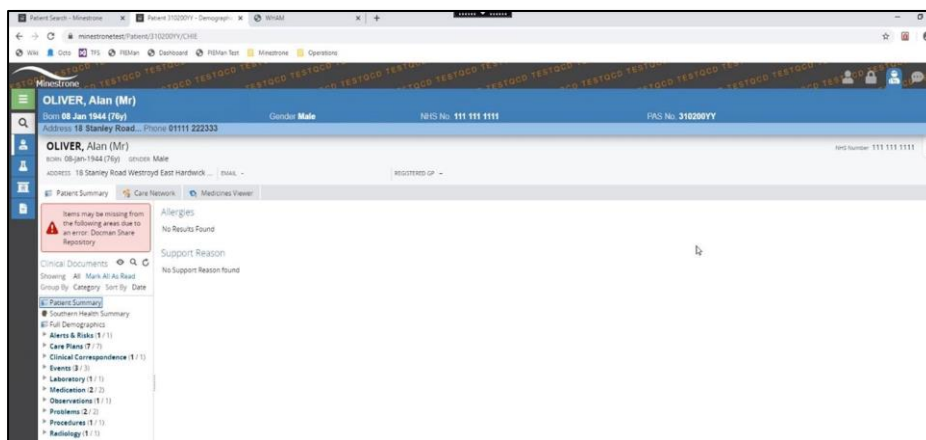 Patient Search - Minestrone
Patient 310200YY - Demographi
WHAM
minestronetest/Patient/310200YY/CHIE
Wiki
Octo
TFS
PIEMan
Dashboard
PIEMan Test
Minestrone
Operations
Minestrone
OLIVER, Alan (Mr)
Born 08 Jan 1944 (76y) Gender Male NHS No. 111 111 1111 PAS No. 310200YY
Address 18 Stanley Road... Phone 01111 222333
OLIVER, Alan (Mr) NHS Number 111 111 1111
BORN 08-Jan-1944 (76y) GENDER Male
ADDRESS 18 Stanley Road Westroyd East Hardwick ... EMAIL - REGISTERED GP -
Patient Summary Care Network Medicines Viewer
Items may be missing from
the following areas due to
an error: Docman Share
Repository
Allergies
No Results Found
Support Reason
No Support Reason found
Clinical Documents
Showing All Mark All As Read
Group By Category Sort By Date
Patient Summary
Southern Health Summary
Full Demographics
Alerts & Risks (1 / 1)
Care Plans (7 / 7)
Clinical Correspondence (1 / 1)
Events (3 / 3)
Laboratory (1 / 1)
Medication (2 / 2)
Observations (1 / 1)
Problems (2 / 2)
Procedures (1 / 1)
Radiology (1 / 1)